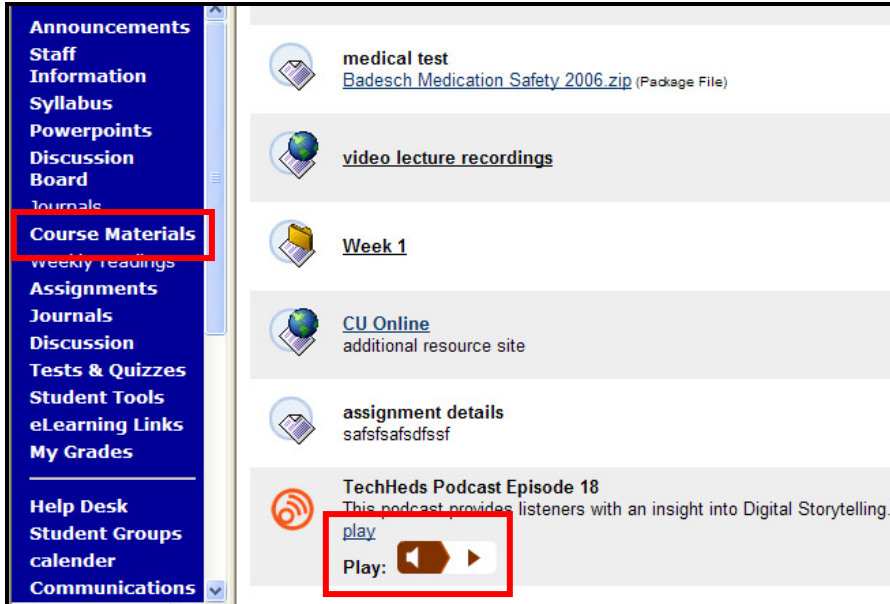 Announcements
Staff
Information
Syllabus
Powerpoints
Discussion
Board
Journals
Course Materials
Weekly readings
Assignments
Journals
Discussion
Tests & Quizzes
Student Tools
eLearning Links
My Grades
Help Desk
Student Groups
calender
Communications
medical test
Badesch Medication Safety 2006.zip (Package File)
video lecture recordings
Week 1
CU Online
additional resource site
assignment details
safsfsafsdfssf
TechHeds Podcast Episode 18
This podcast provides listeners with an insight into Digital Storytelling.
play
Play: